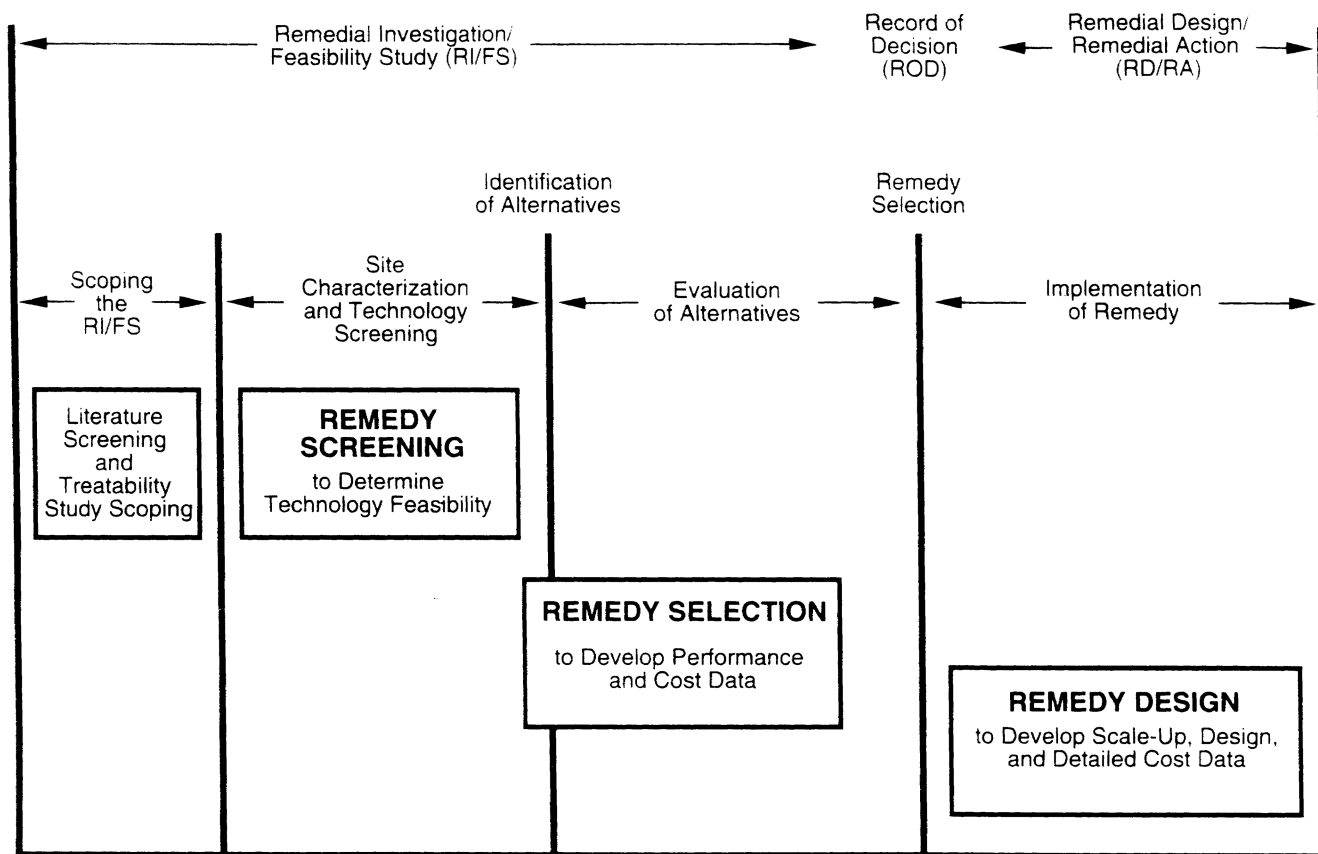 Remedial Investigation/
Feasibility Study (RI/FS)
Record of
Decision
(ROD)
Remedial Design/
Remedial Action
(RD/RA)
Identification
of Alternatives
Remedy
Selection
Scoping
the
RI/FS
Site
Characterization
and Technology
Screening
Evaluation
of Alternatives
Implementation
of Remedy
Literature
Screening
and
Treatability
Study Scoping
REMEDY
SCREENING
to Determine
Technology Feasibility
REMEDY SELECTION
to Develop Performance
and Cost Data
REMEDY DESIGN
to Develop Scale-Up, Design,
and Detailed Cost Data